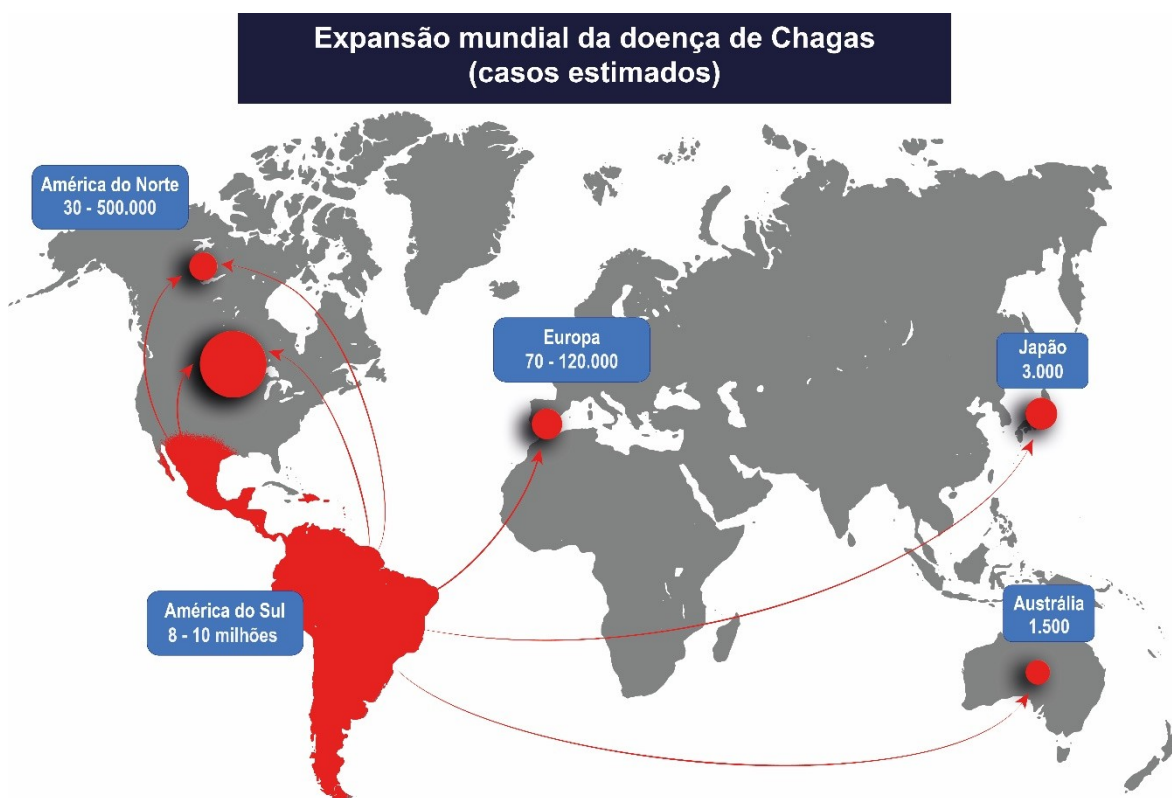 Expansão mundial da doença de Chagas
(casos estimados)
América do Norte
30 - 500.000
Europa
70 - 120.000
Japão
3.000
América do Sul
8 - 10 milhões
Austrália
1.500